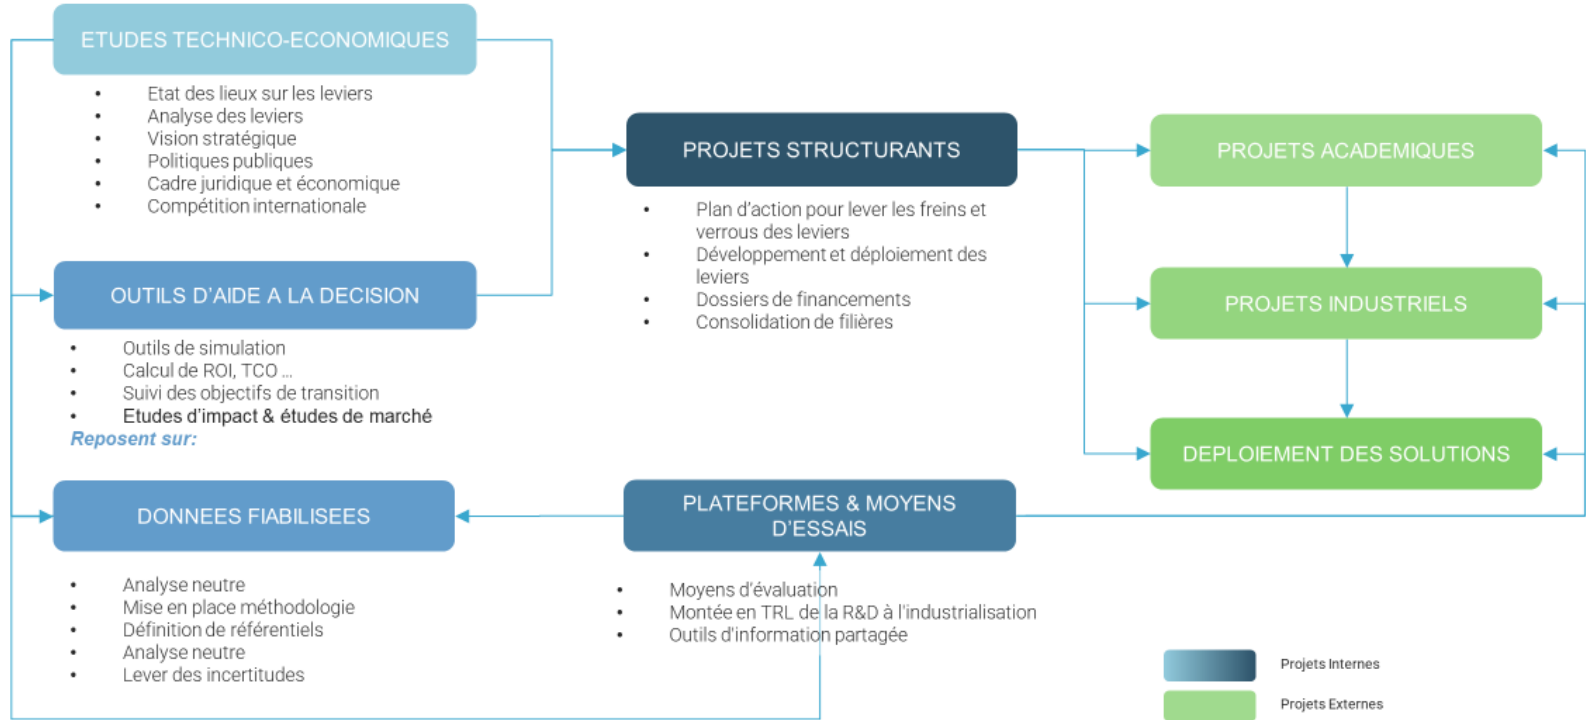 ETUDES TECHNICO-ECONOMIQUES
• Etat des lieux sur les leviers
• Analyse des leviers
• Vision stratégique
• Politiques publiques
• Cadre juridique et économique
• Compétition internationale
OUTILS D'AIDE A LA DECISION
• Outils de simulation
• Calcul de ROI, TCO ...
• Suivi des objectifs de transition
• Etudes d'impact & études de marché
Reposent sur:
DONNEES FIABILISEES
• Analyse neutre
• Mise en place méthodologie
• Définition de référentiels
• Analyse neutre
• Lever des incertitudes
PROJETS STRUCTURANTS
• Plan d'action pour lever les freins et
verrous des leviers
• Développement et déploiement des
leviers
• Dossiers de financements
• Consolidation de filières
PLATEFORMES & MOYENS
D'ESSAIS
• Moyens d'évaluation
• Montée en TRL de la R&D à l'industrialisation
• Outils d'information partagée
PROJETS ACADEMIQUES
PROJETS INDUSTRIELS
DEPLOIEMENT DES SOLUTIONS
Projets Internes
Projets Externes